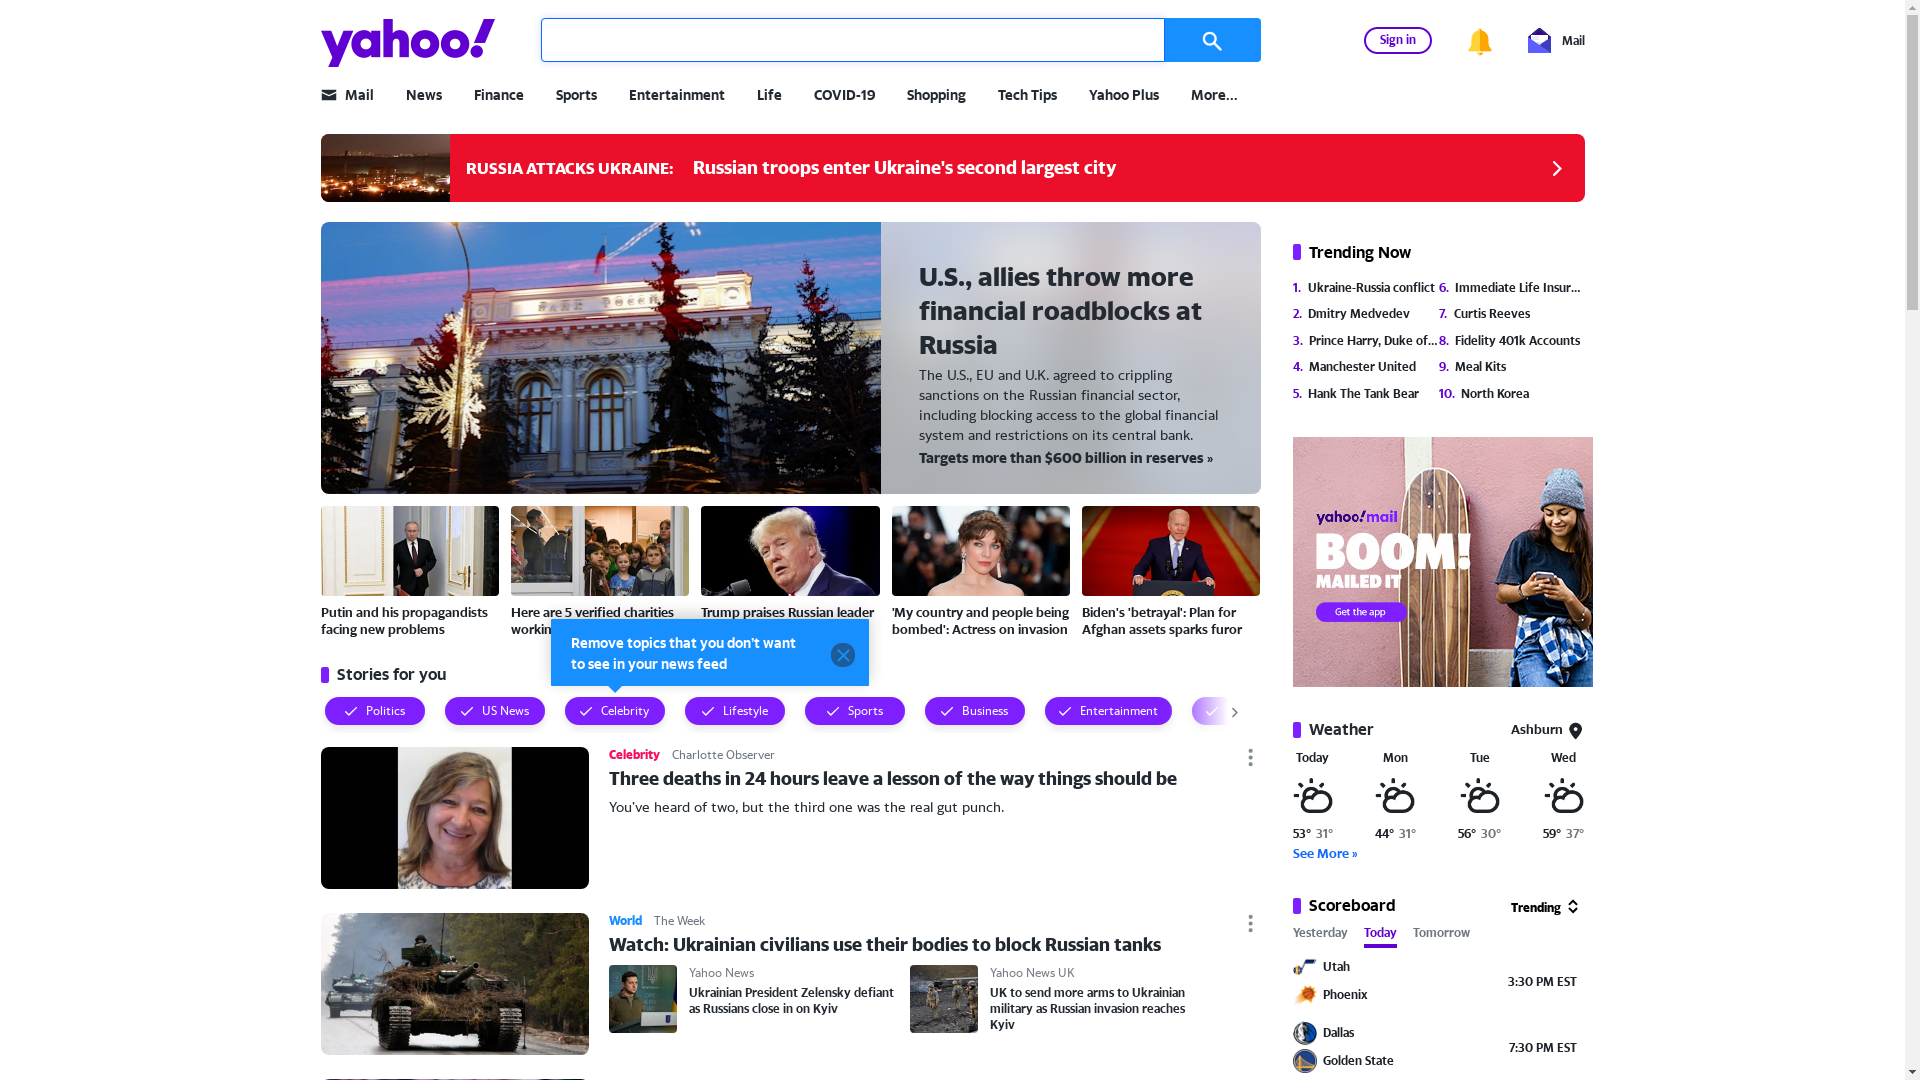 yahoo!
Sign in
Mail
Mail
News
Finance
Sports
Entertainment
Life
COVID-19
Shopping
Tech Tips
Yahoo Plus
More...
RUSSIA ATTACKS UKRAINE:
Russian troops enter Ukraine's second largest city
U.S., allies throw more
financial roadblocks at
Russia
The U.S., EU and U.K. agreed to crippling
sanctions on the Russian financial sector,
including blocking access to the global financial
system and restrictions on its central bank.
Targets more than $600 billion in reserves »
Putin and his propagandists
facing new problems
Here are 5 verified charities
workin
Trump praises Russian leader
'My country and people being
bombed': Actress on invasion
Biden's 'betrayal': Plan for
Afghan assets sparks furor
Remove topics that you don't want
to see in your news feed
Stories for you
Politics
US News
Celebrity
Lifestyle
Sports
Business
Entertainment
Celebrity
Charlotte Observer
Three deaths in 24 hours leave a lesson of the way things should be
You've heard of two, but the third one was the real gut punch.
World
The Week
Watch: Ukrainian civilians use their bodies to block Russian tanks
Yahoo News
Ukrainian President Zelensky defiant
as Russians close in on Kyiv
Yahoo News UK
UK to send more arms to Ukrainian
military as Russian invasion reaches
Kyiv
Trending Now
1. Ukraine-Russia conflict
2. Dmitry Medvedev
3. Prince Harry, Duke of...
4. Manchester United
5. Hank The Tank Bear
6. Immediate Life Insur...
7. Curtis Reeves
8. Fidelity 401k Accounts
9. Meal Kits
10. North Korea
yahoo!mail
BOOM!
MAILED IT
Get the app
Weather
Ashburn
Today
Mon
Tue
Wed
53° 31°
44° 31°
56° 30°
59° 37°
See More »
Scoreboard
Trending
Yesterday
Today
Tomorrow
Utah
Phoenix
3:30 PM EST
Dallas
Golden State
7:30 PM EST